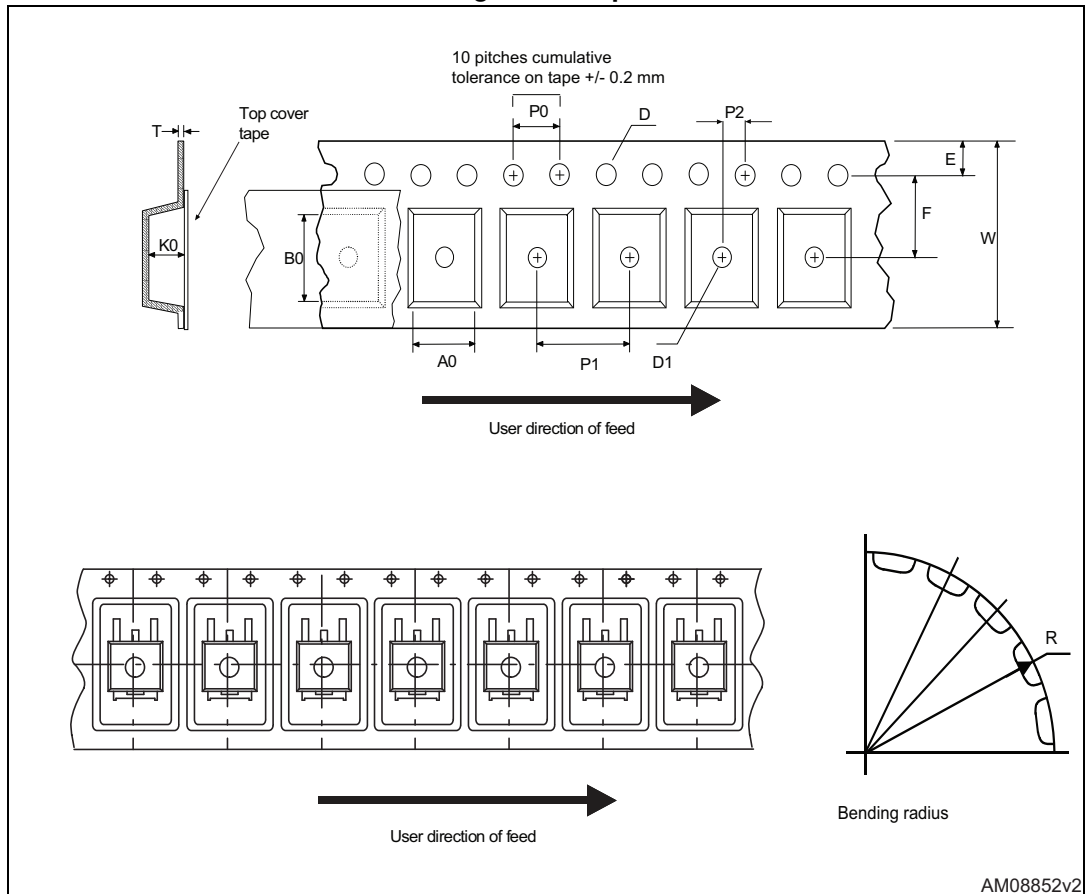 10 pitches cumulative
tolerance on tape +/- 0.2 mm
P0
D
P2
T
Top cover
tape
E
F
W
K0
B0
A0
P1
D1
User direction of feed
R
Bending radius
User direction of feed
AM08852v2